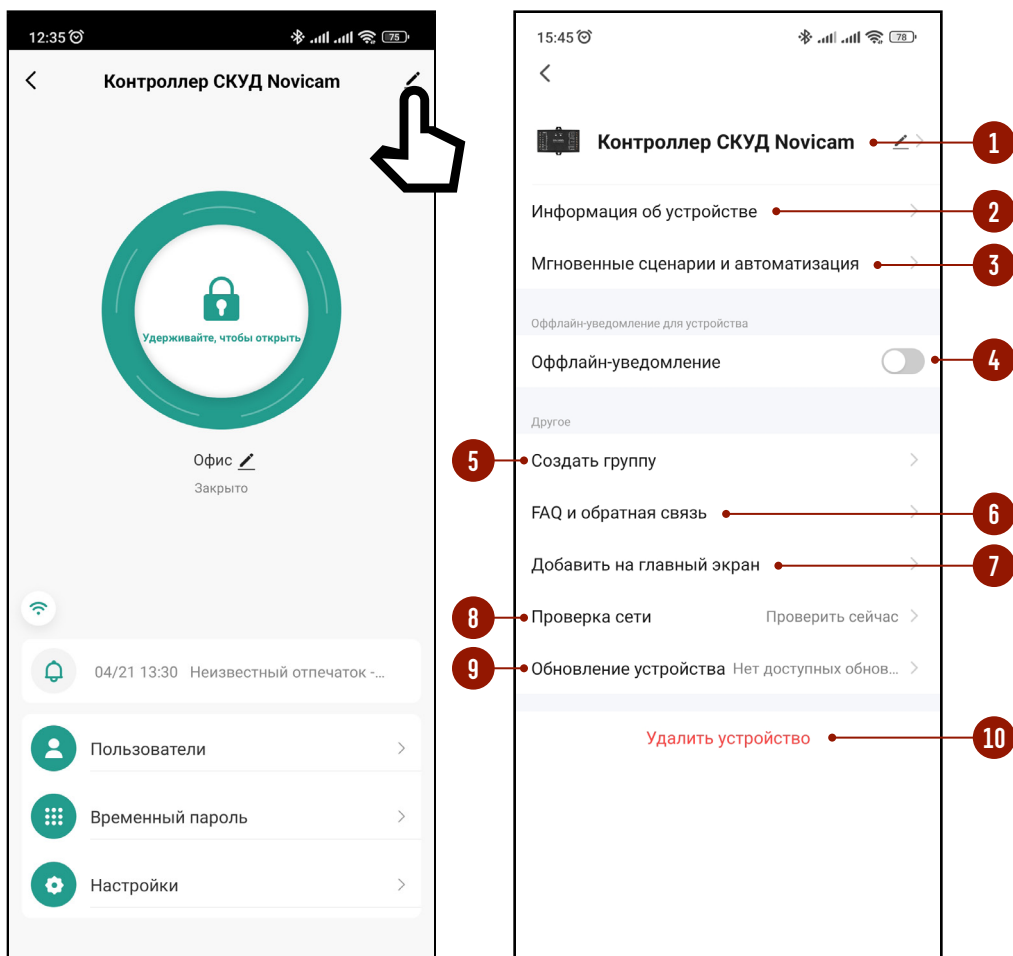 12:35
75
Контроллер СКУД Novicam
Удерживайте, чтобы открыть
Офис
Закрыто
04/21 13:30 Неизвестный отпечаток -...
Пользователи
Временный пароль
Настройки
15:45
78
Контроллер СКУД Novicam
1
Информация об устройстве
2
Мгновенные сценарии и автоматизация
3
Оффлайн-уведомление для устройства
Оффлайн-уведомление
4
Другое
5
Создать группу
FAQ и обратная связь
6
Добавить на главный экран
7
8
Проверка сети Проверить сейчас
9
Обновление устройства Нет доступных обнов...
Удалить устройство
10